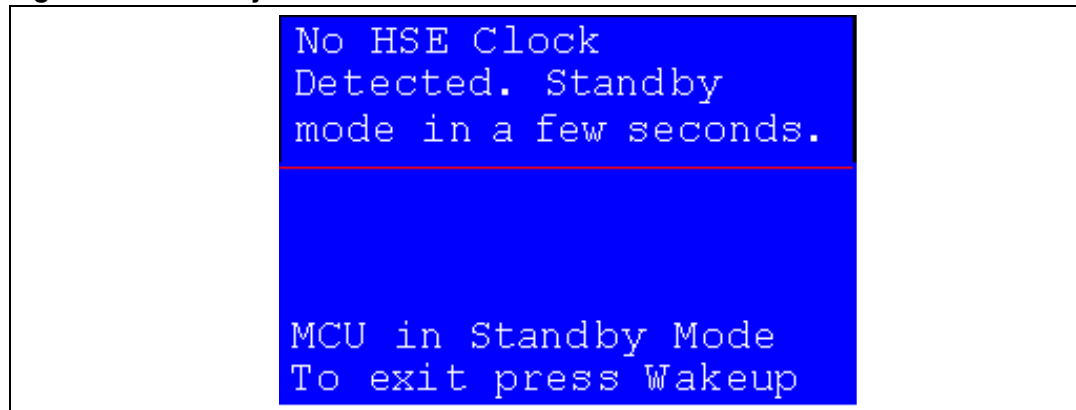 No HSE Clock
Detected. Standby
mode in a few seconds.
MCU in Standby Mode
To exit press Wakeup